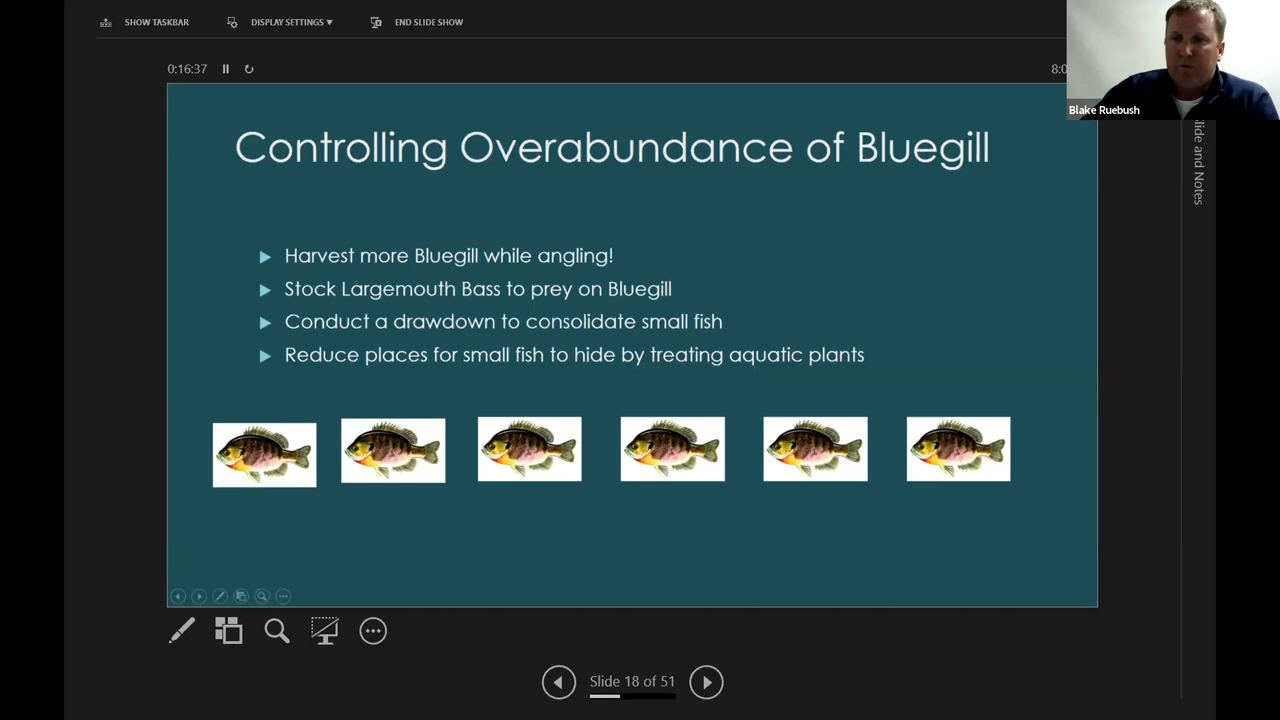 SHOW TASKBAR
DISPLAY SETTINGS ▼
END SLIDE SHOW
0:16:37
8:0
Blake Ruebush
lide and Notes
Controlling Overabundance of Bluegill
Harvest more Bluegill while angling!
Stock Largemouth Bass to prey on Bluegill
Conduct a drawdown to consolidate small fish
Reduce places for small fish to hide by treating aquatic plants
Slide 18 of 51